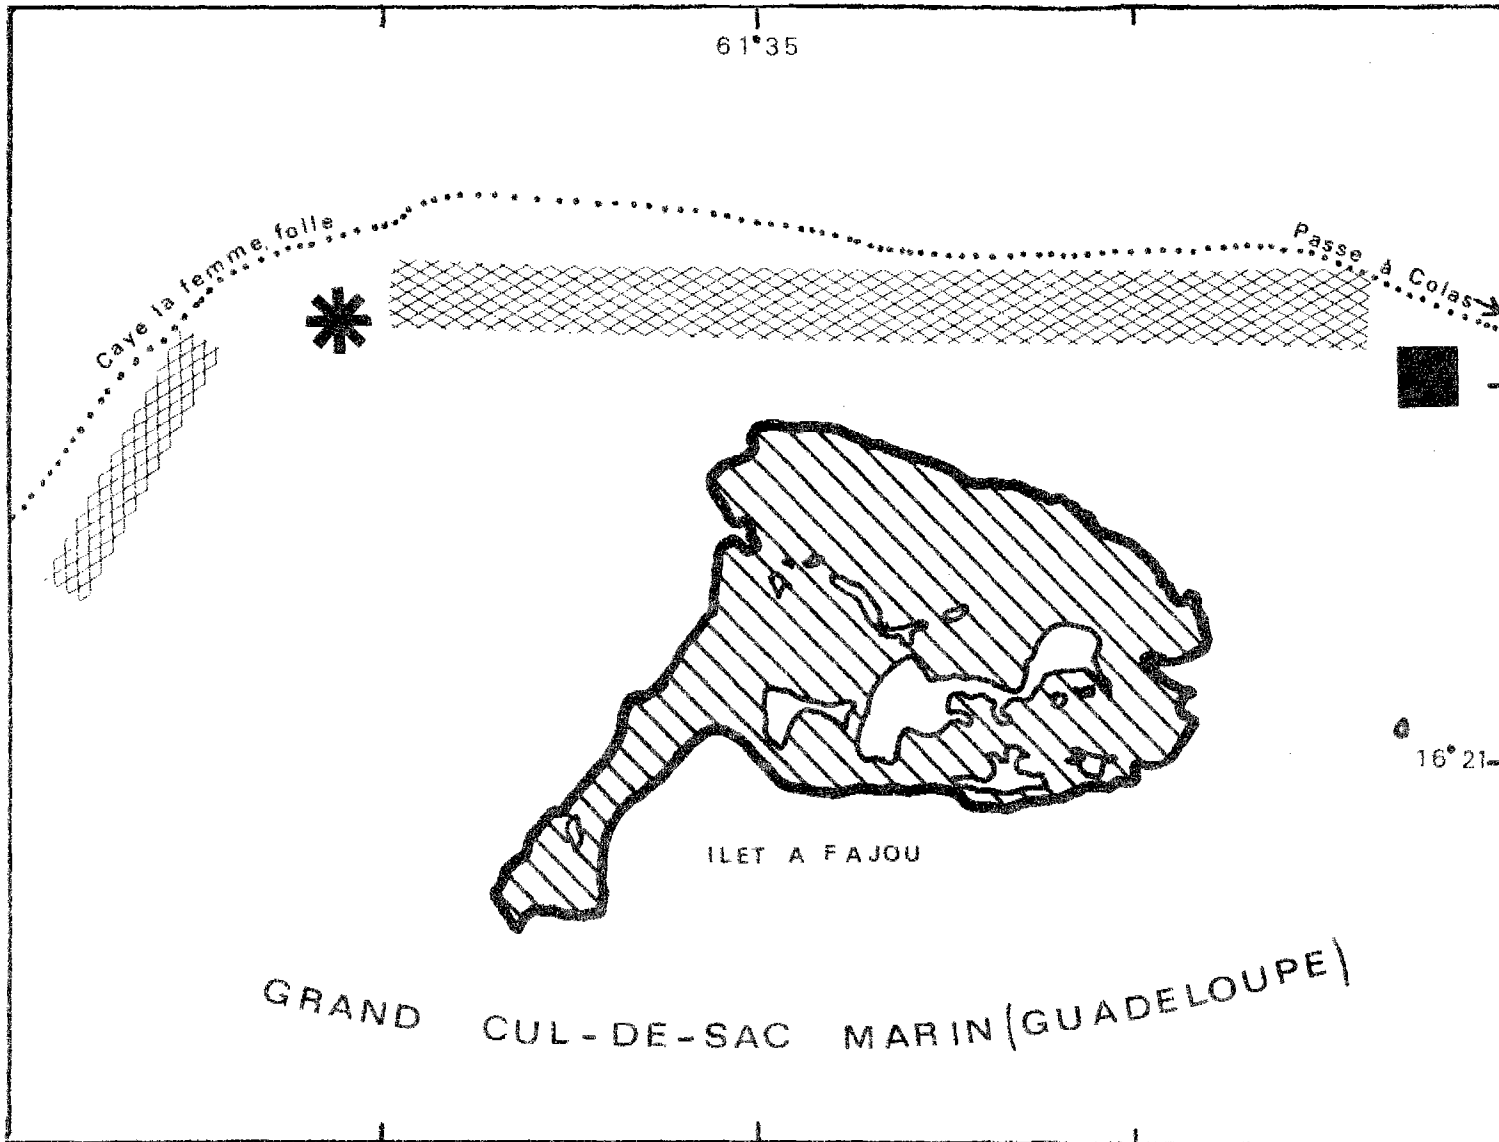 61°35
Caye la femme folle
Passe à Colas
16°21
ILET A FAJOU
GRAND CUL-DE-SAC MARIN (GUADELOUPE)